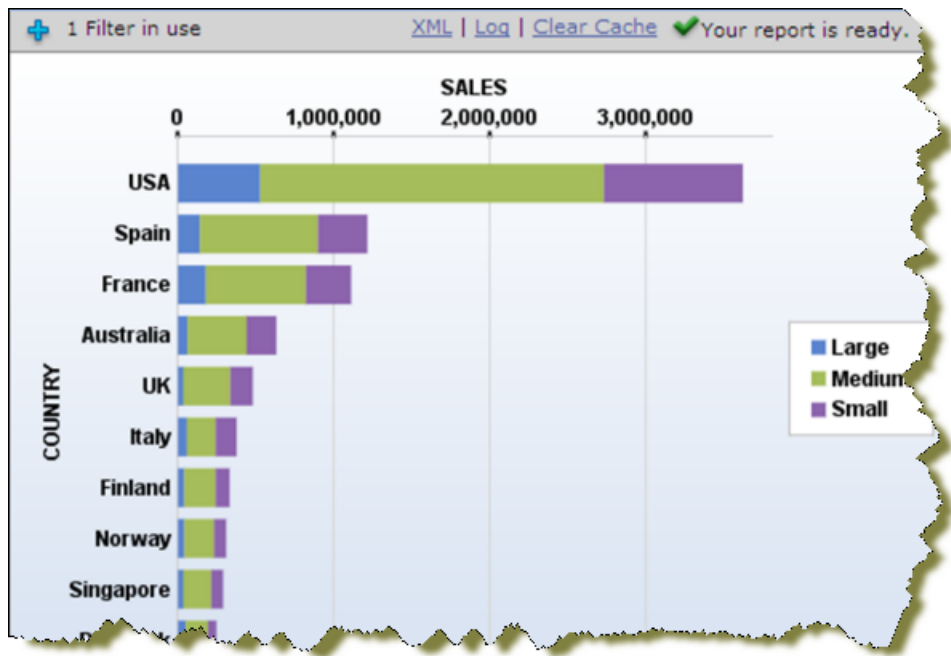 1 Filter in use XML | Log | Clear Cache Your report is ready.
SALES
0 1,000,000 2,000,000 3,000,000
USA
Spain
France
Australia
UK
Italy
Finland
Norway
Singapore
COUNTRY
Large
Medium
Small